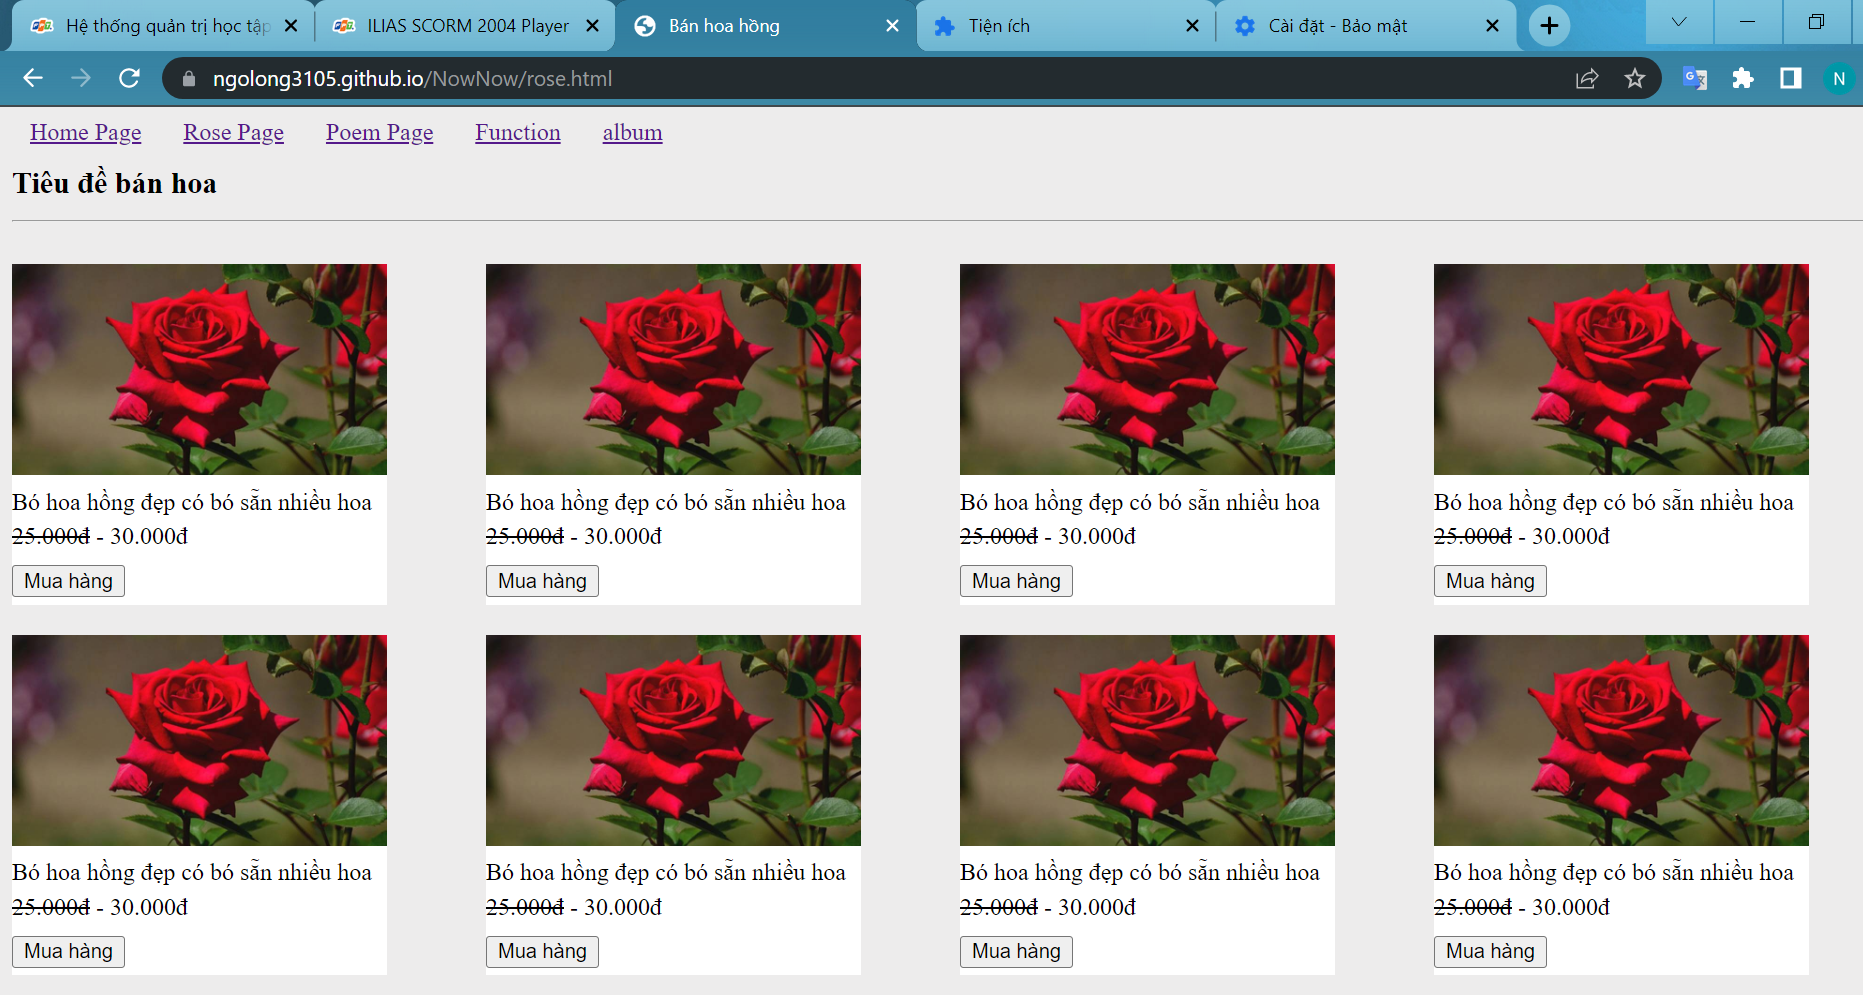 Hệ thống quản trị học tập
ILIAS SCORM 2004 Player
Bán hoa hồng
Tiện ích
Cài đặt - Bảo mật
ngolong3105.github.io/NowNow/rose.html
N
Home Page Rose Page Poem Page Function album
Tiêu đề bán hoa
Bó hoa hồng đẹp có bó sẵn nhiều hoa
25.000đ - 30.000đ
Mua hàng
Bó hoa hồng đẹp có bó sẵn nhiều hoa
25.000đ - 30.000đ
Mua hàng
Bó hoa hồng đẹp có bó sẵn nhiều hoa
25.000đ - 30.000đ
Mua hàng
Bó hoa hồng đẹp có bó sẵn nhiều hoa
25.000đ - 30.000đ
Mua hàng
Bó hoa hồng đẹp có bó sẵn nhiều hoa
25.000đ - 30.000đ
Mua hàng
Bó hoa hồng đẹp có bó sẵn nhiều hoa
25.000đ - 30.000đ
Mua hàng
Bó hoa hồng đẹp có bó sẵn nhiều hoa
25.000đ - 30.000đ
Mua hàng
Bó hoa hồng đẹp có bó sẵn nhiều hoa
25.000đ - 30.000đ
Mua hàng